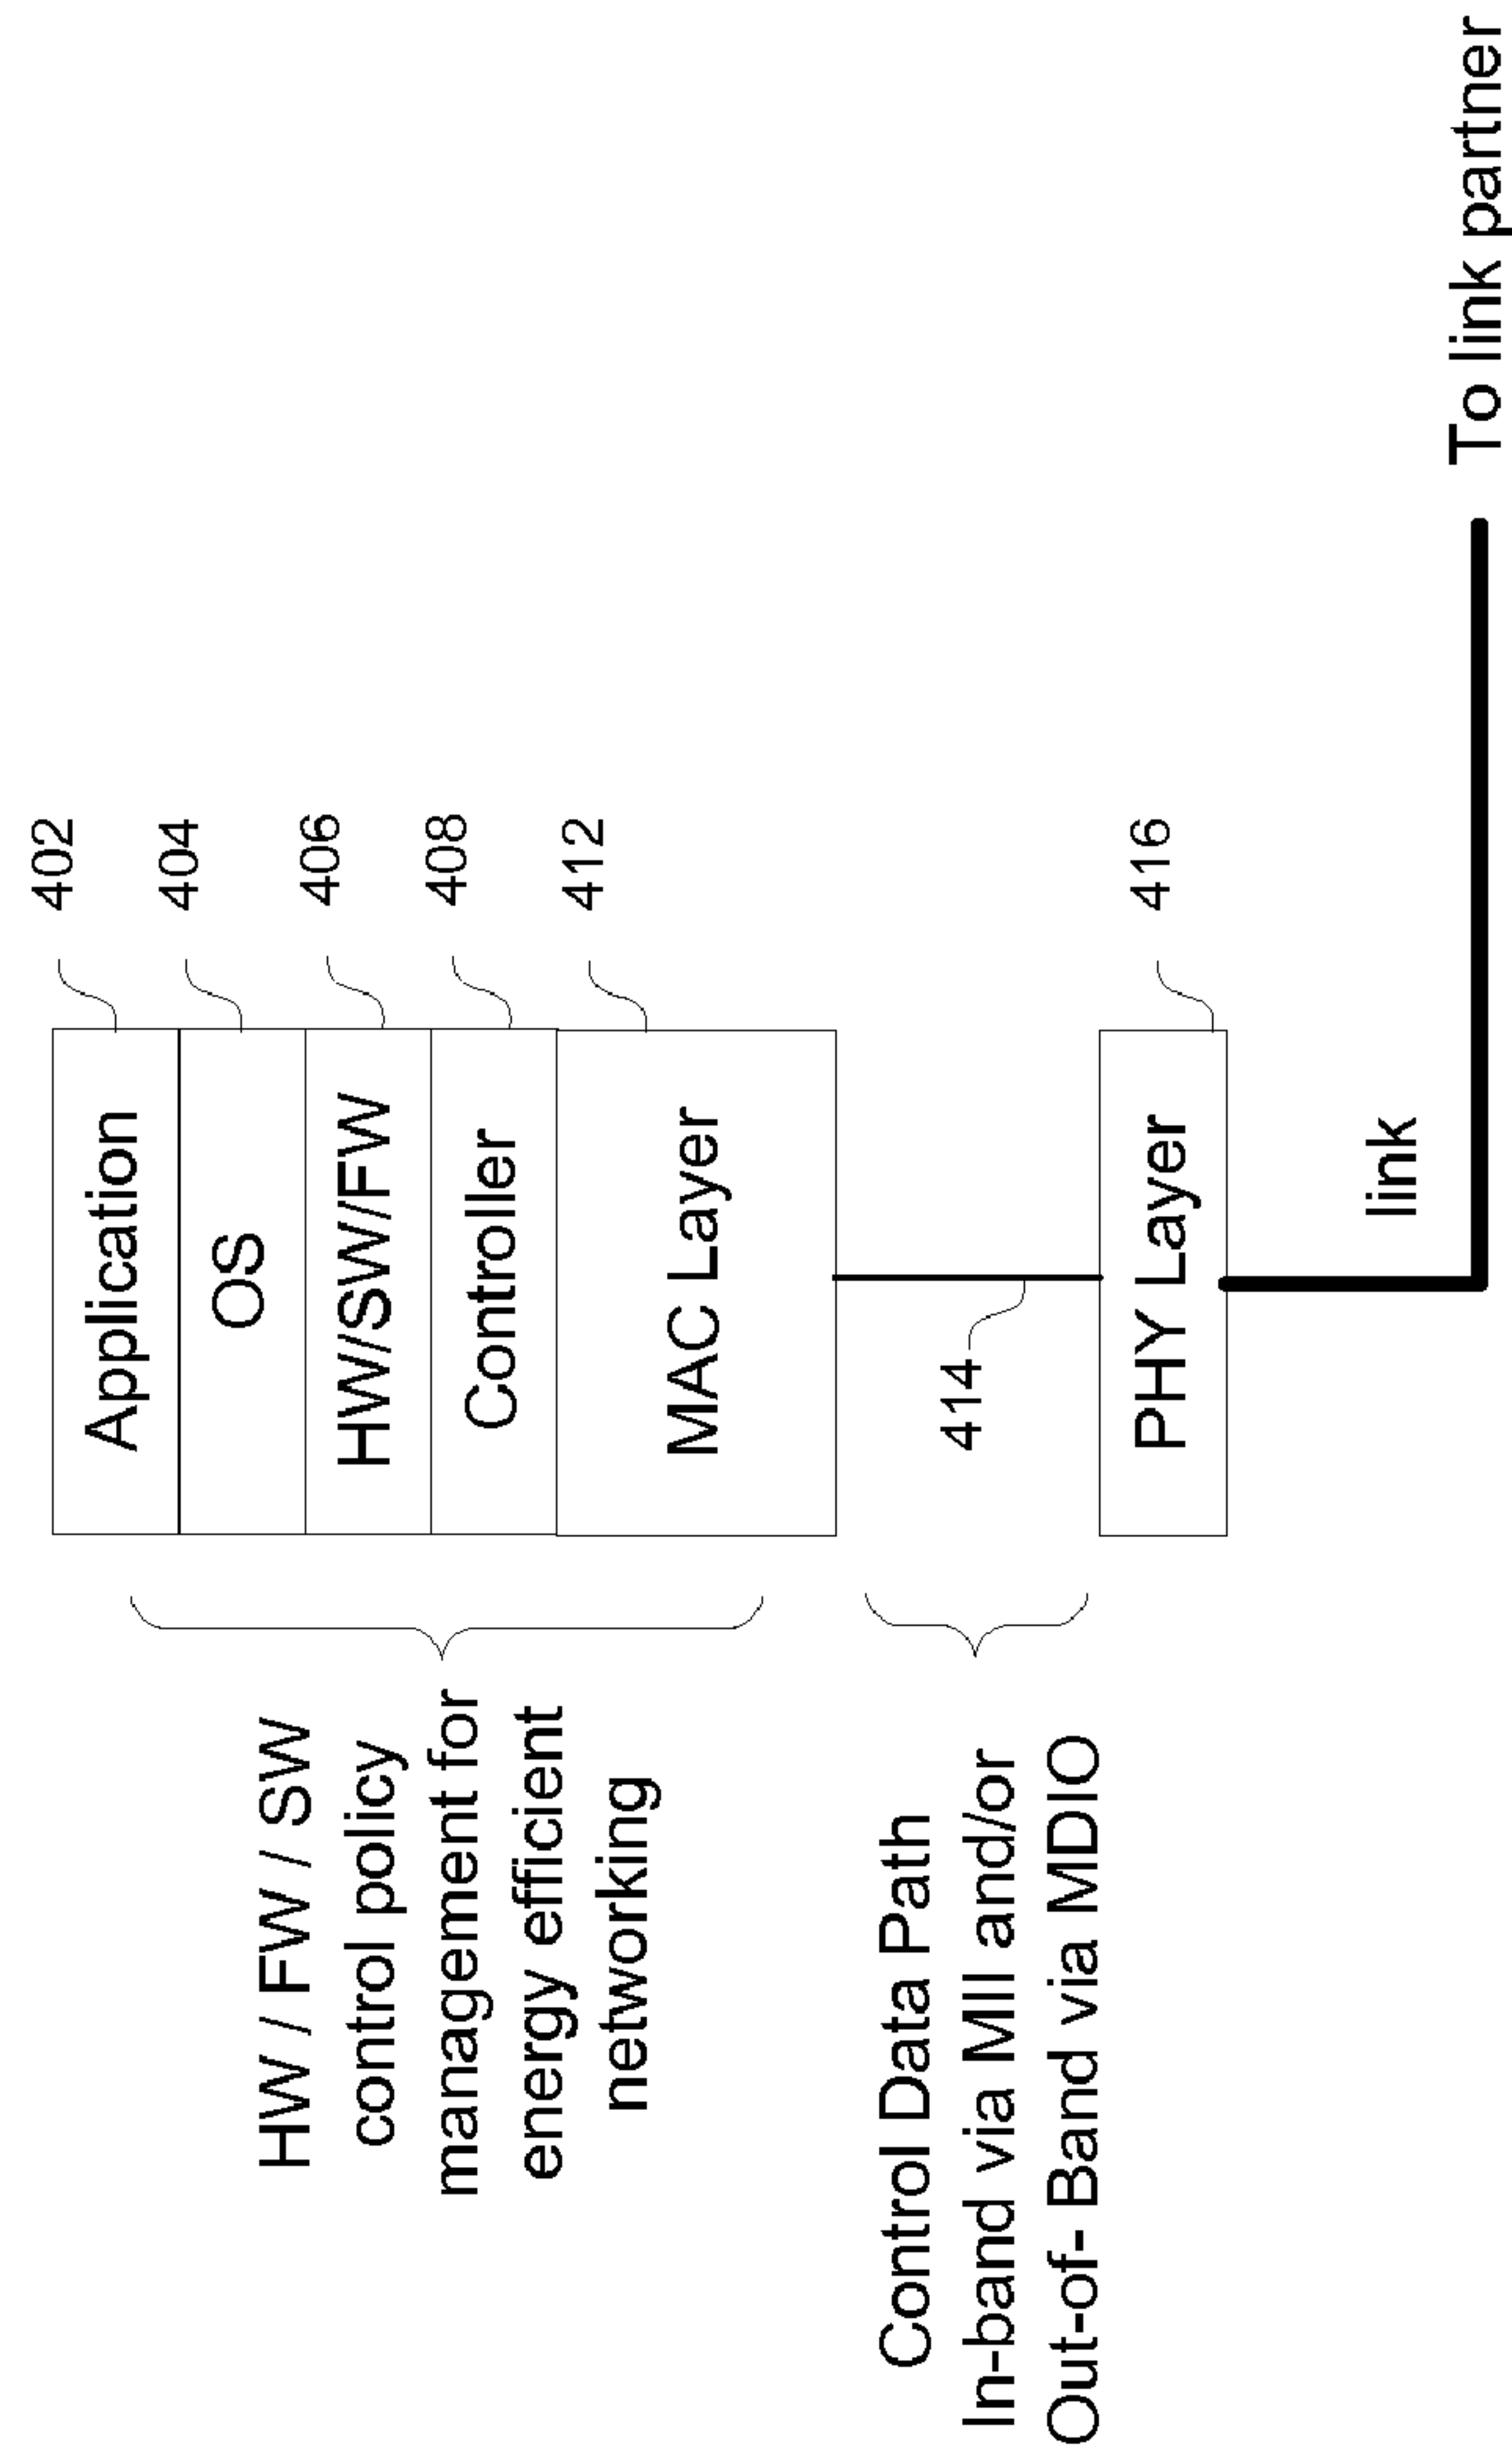 Application
402
OS
404
HW/SW/FW
406
Controller
408
MAC Layer
412
HW / FW / SW
control policy
management for
energy efficient
networking
414
Control Data Path
In-band via MII and/or
Out-of- Band via MDIO
PHY Layer
416
link
To link partner